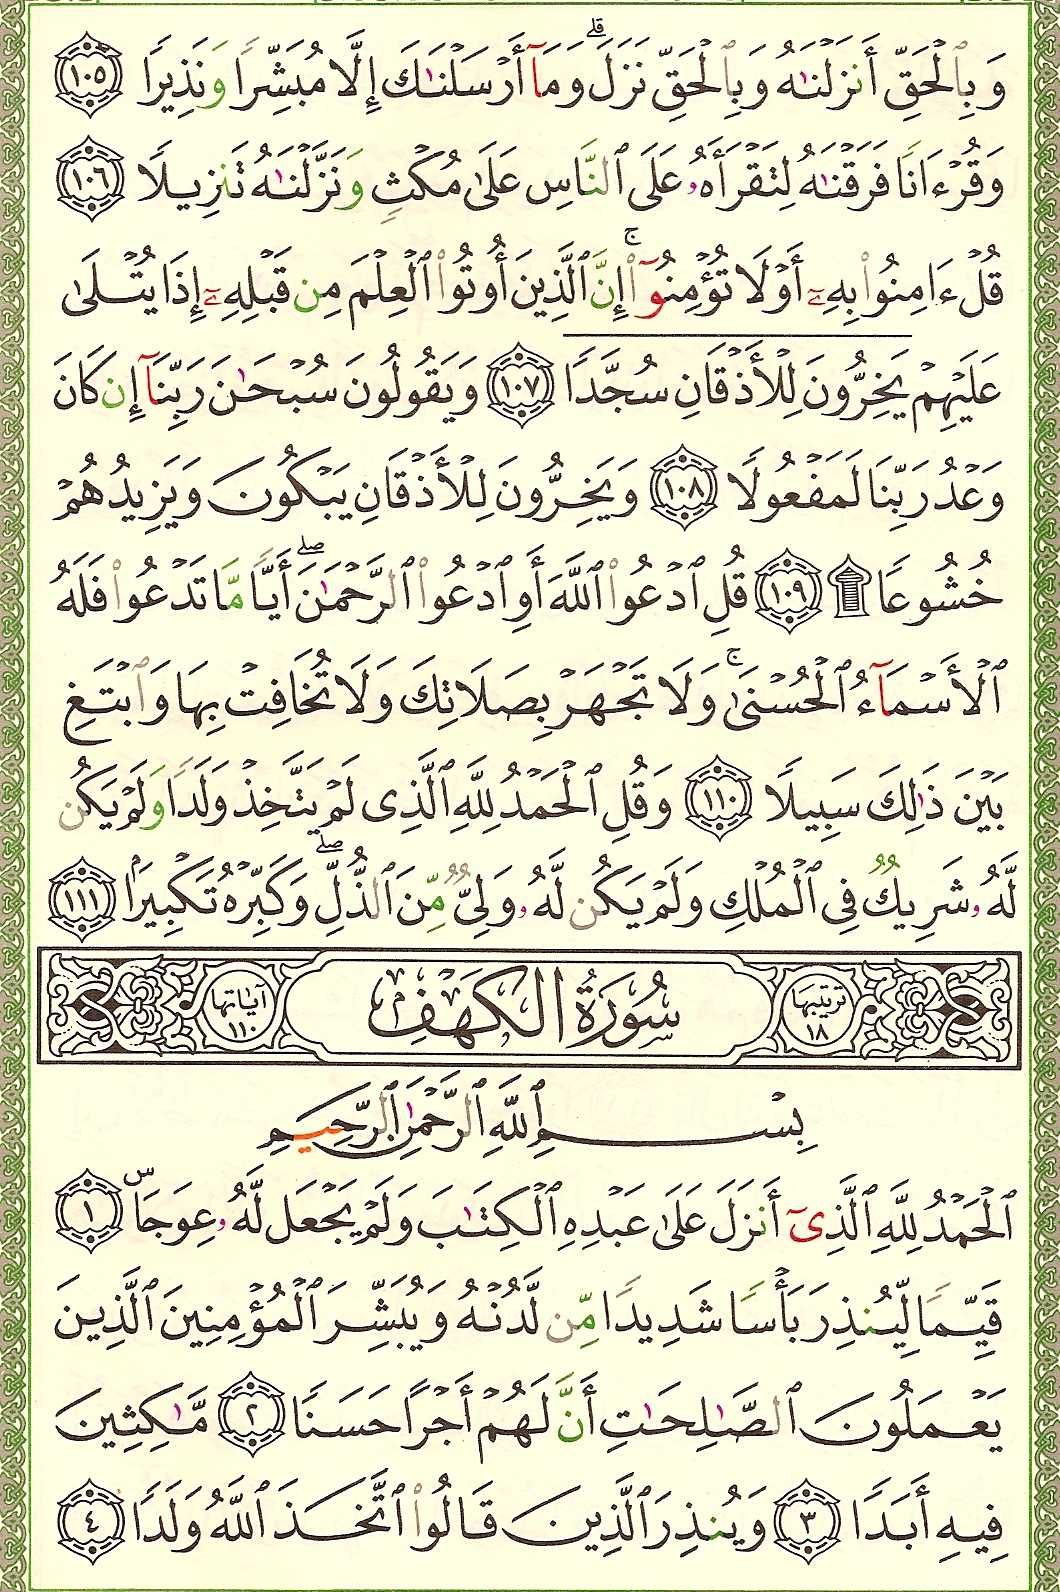 وَبِٱلْحَقِّ أَنزَلْنَٰهُ وَبِٱلْحَقِّ نَزَلَ ۗ وَمَآ أَرْسَلْنَٰكَ إِلَّا مُبَشِّرًا وَنَذِيرًا ١٠٥
وَقُرْءَانًا فَرَقْنَٰهُ لِتَقْرَأَهُۥ عَلَى ٱلنَّاسِ عَلَىٰ مُكْثٍ وَنَزَّلْنَٰهُ تَنزِيلًا ١٠٦
قُلْ ءَامِنُوا۟ بِهِۦٓ أَوْ لَا تُؤْمِنُوٓا۟ ۚ إِنَّ ٱلَّذِينَ أُوتُوا۟ ٱلْعِلْمَ مِن قَبْلِهِۦٓ إِذَا يُتْلَىٰ
عَلَيْهِمْ يَخِرُّونَ لِلْأَذْقَانِ سُجَّدًا ١٠٧ وَيَقُولُونَ سُبْحَٰنَ رَبِّنَآ إِن كَانَ
وَعْدُ رَبِّنَا لَمَفْعُولًا ١٠٨ وَيَخِرُّونَ لِلْأَذْقَانِ يَبْكُونَ وَيَزِيدُهُمْ
خُشُوعًا ۩ ١٠٩ قُلِ ٱدْعُوا۟ ٱللَّهَ أَوِ ٱدْعُوا۟ ٱلرَّحْمَٰنَ ۖ أَيًّا مَّا تَدْعُوا۟ فَلَهُ
ٱلْأَسْمَآءُ ٱلْحُسْنَىٰ ۚ وَلَا تَجْهَرْ بِصَلَاتِكَ وَلَا تُخَافِتْ بِهَا وَٱبْتَغِ
بَيْنَ ذَٰلِكَ سَبِيلًا ١١٠ وَقُلِ ٱلْحَمْدُ لِلَّهِ ٱلَّذِى لَمْ يَتَّخِذْ وَلَدًا وَلَمْ يَكُن
لَّهُۥ شَرِيكٌ فِى ٱلْمُلْكِ وَلَمْ يَكُن لَّهُۥ وَلِىٌّ مِّنَ ٱلذُّلِّ ۖ وَكَبِّرْهُ تَكْبِيرًۢا ١١١
ترتيبها ١٨ سُورَةُ الكَهْفِ آياتها ١١٠
بِسْمِ ٱللَّهِ ٱلرَّحْمَٰنِ ٱلرَّحِيمِ
ٱلْحَمْدُ لِلَّهِ ٱلَّذِىٓ أَنزَلَ عَلَىٰ عَبْدِهِ ٱلْكِتَٰبَ وَلَمْ يَجْعَل لَّهُۥ عِوَجَا ۜ ١
قَيِّمًا لِّيُنذِرَ بَأْسًا شَدِيدًا مِّن لَّدُنْهُ وَيُبَشِّرَ ٱلْمُؤْمِنِينَ ٱلَّذِينَ
يَعْمَلُونَ ٱلصَّٰلِحَٰتِ أَنَّ لَهُمْ أَجْرًا حَسَنًا ٢ مَّٰكِثِينَ
فِيهِ أَبَدًا ٣ وَيُنذِرَ ٱلَّذِينَ قَالُوا۟ ٱتَّخَذَ ٱللَّهُ وَلَدًا ٤